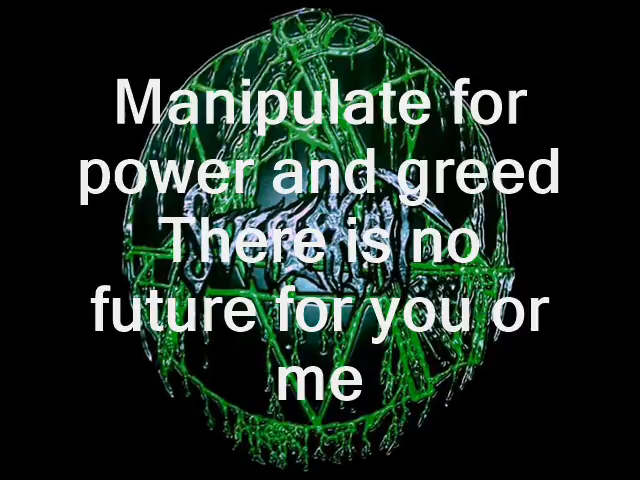 Manipulate for
power and greed
There is no
future for you or
me